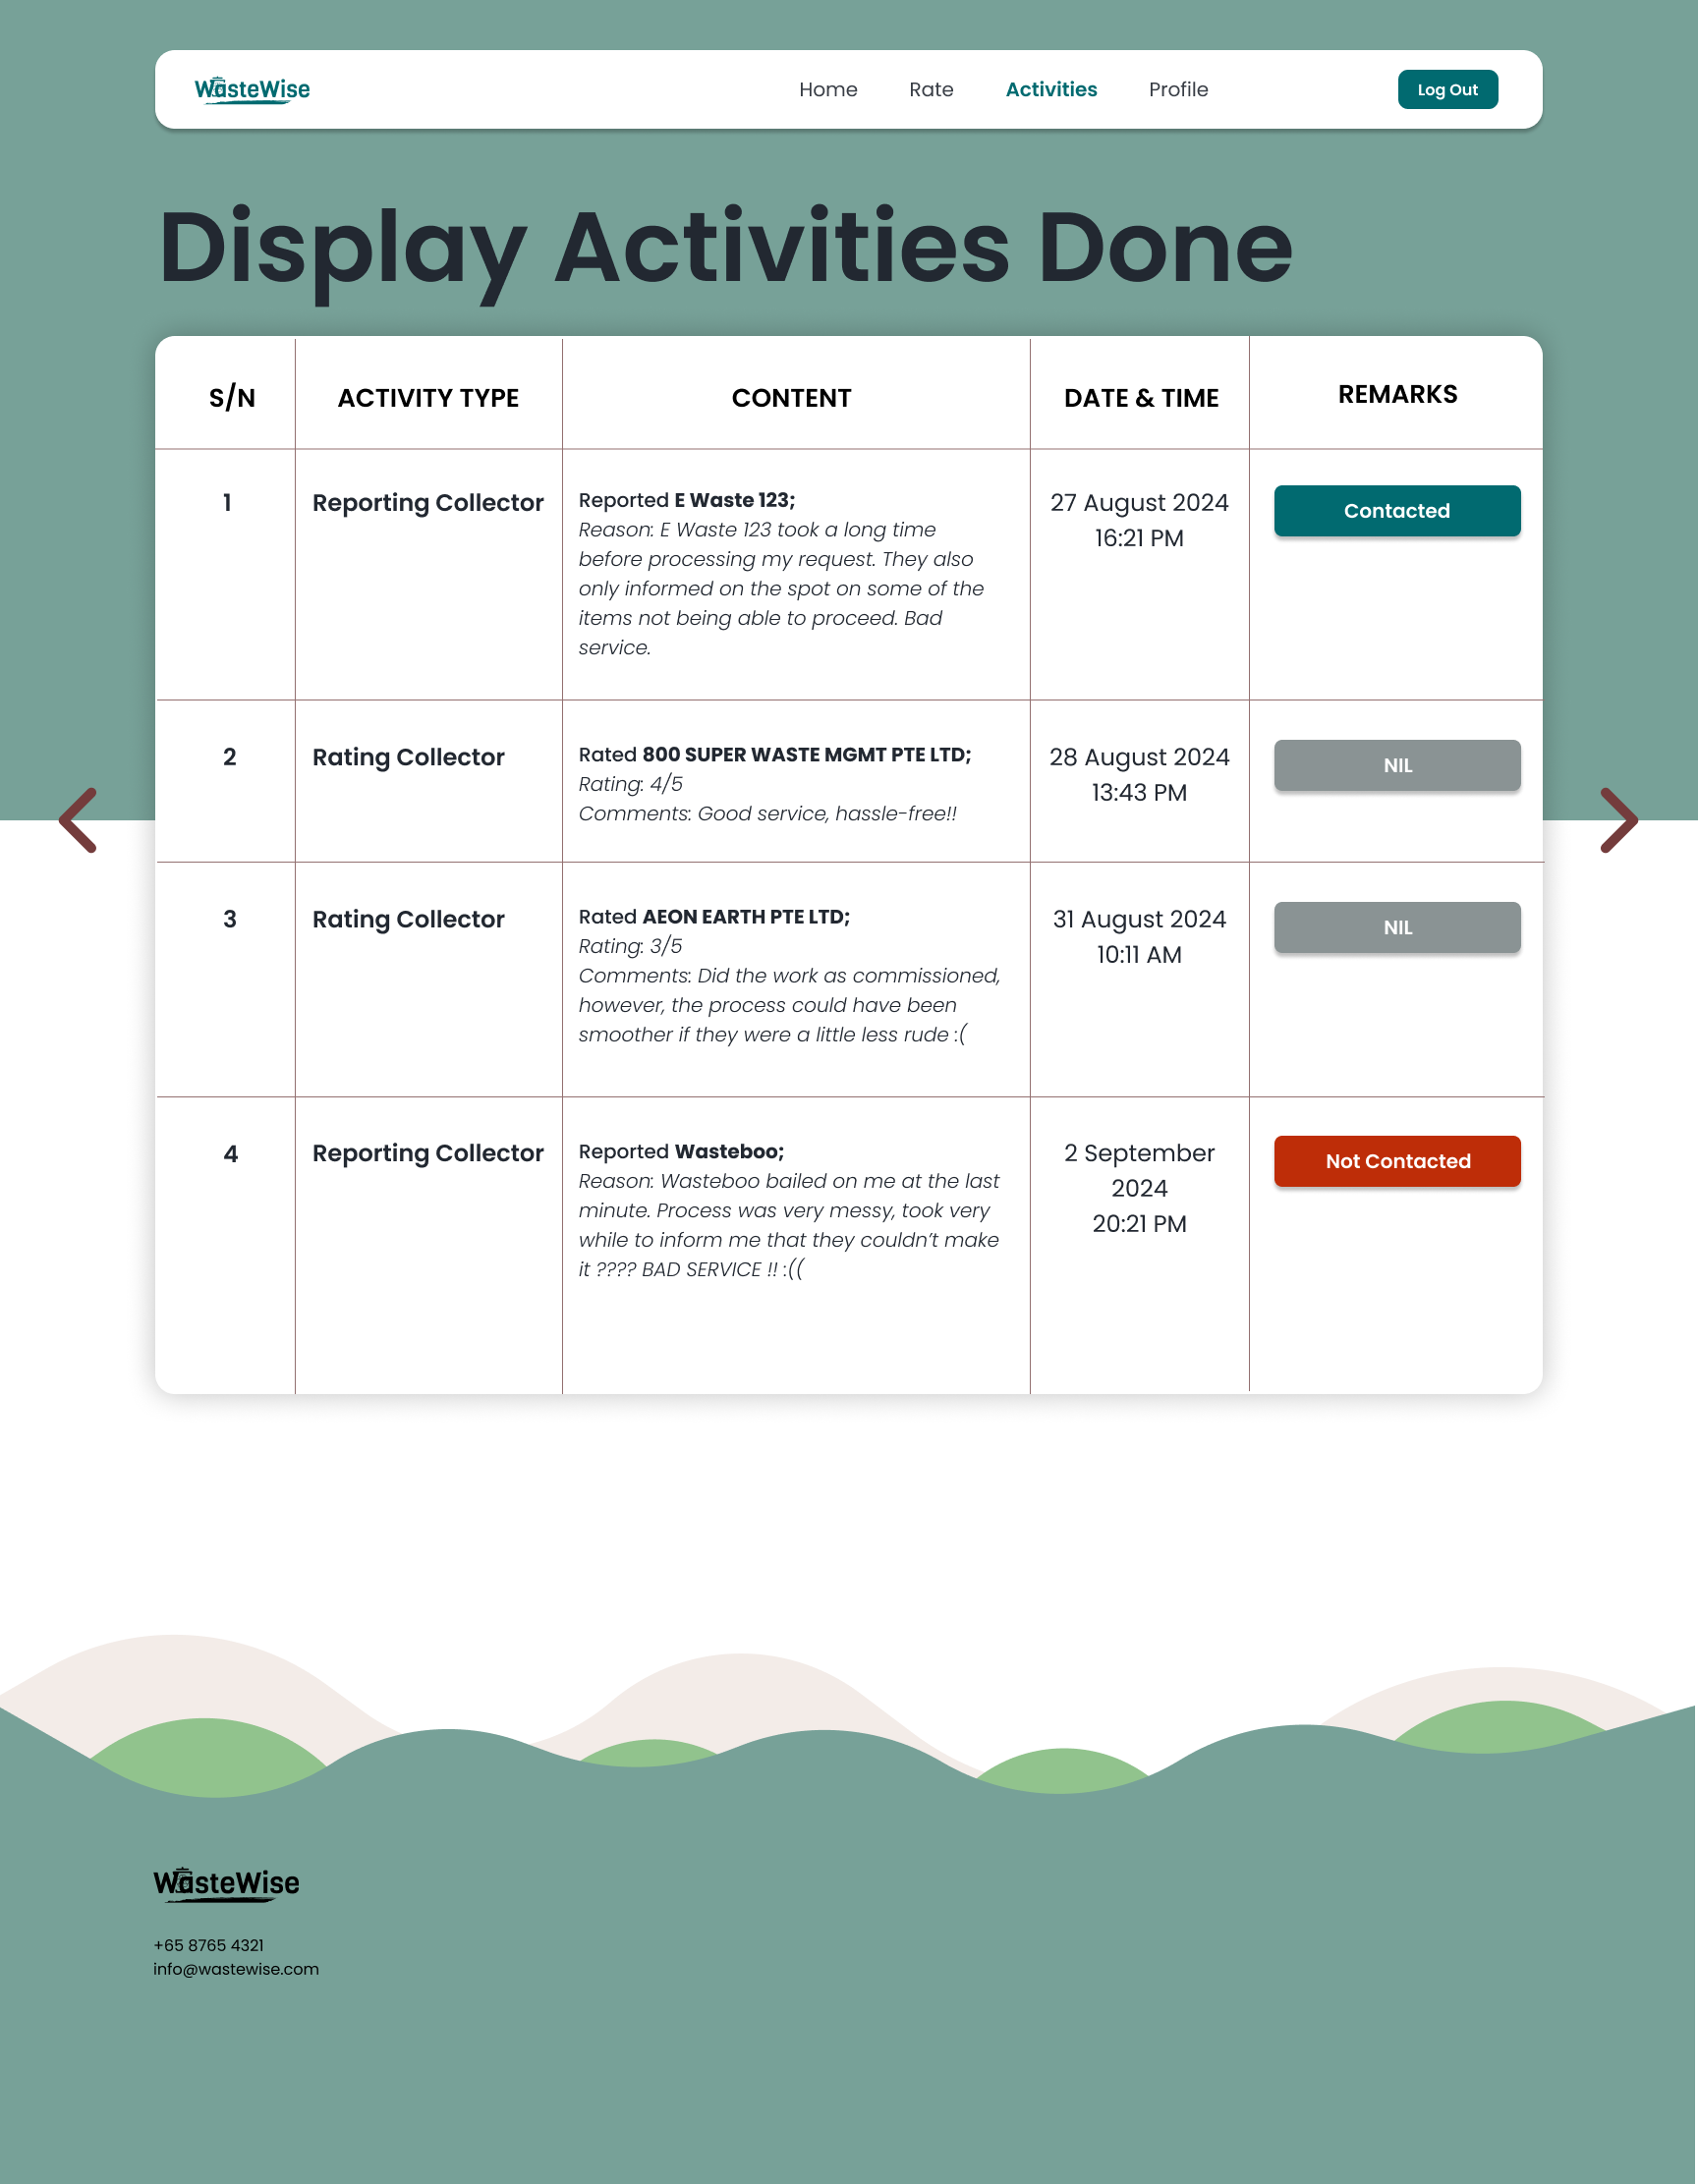 WasteWise
Home Rate Activities Profile Log Out
Display Activities Done
S/N ACTIVITY TYPE CONTENT DATE & TIME REMARKS
1 Reporting Collector
Reported E Waste 123;
Reason: E Waste 123 took a long time
before processing my request. They also
only informed on the spot on some of the
items not being able to proceed. Bad
service.
27 August 2024
16:21 PM
Contacted
2 Rating Collector
Rated 800 SUPER WASTE MGMT PTE LTD;
Rating: 4/5
Comments: Good service, hassle-free!!
28 August 2024
13:43 PM
NIL
3 Rating Collector
Rated AEON EARTH PTE LTD;
Rating: 3/5
Comments: Did the work as commissioned,
however, the process could have been
smoother if they were a little less rude :(
31 August 2024
10:11 AM
NIL
4 Reporting Collector
Reported Wasteboo;
Reason: Wasteboo bailed on me at the last
minute. Process was very messy, took very
while to inform me that they couldn’t make
it ???? BAD SERVICE !! :((
2 September
2024
20:21 PM
Not Contacted
WasteWise
+65 8765 4321
info@wastewise.com